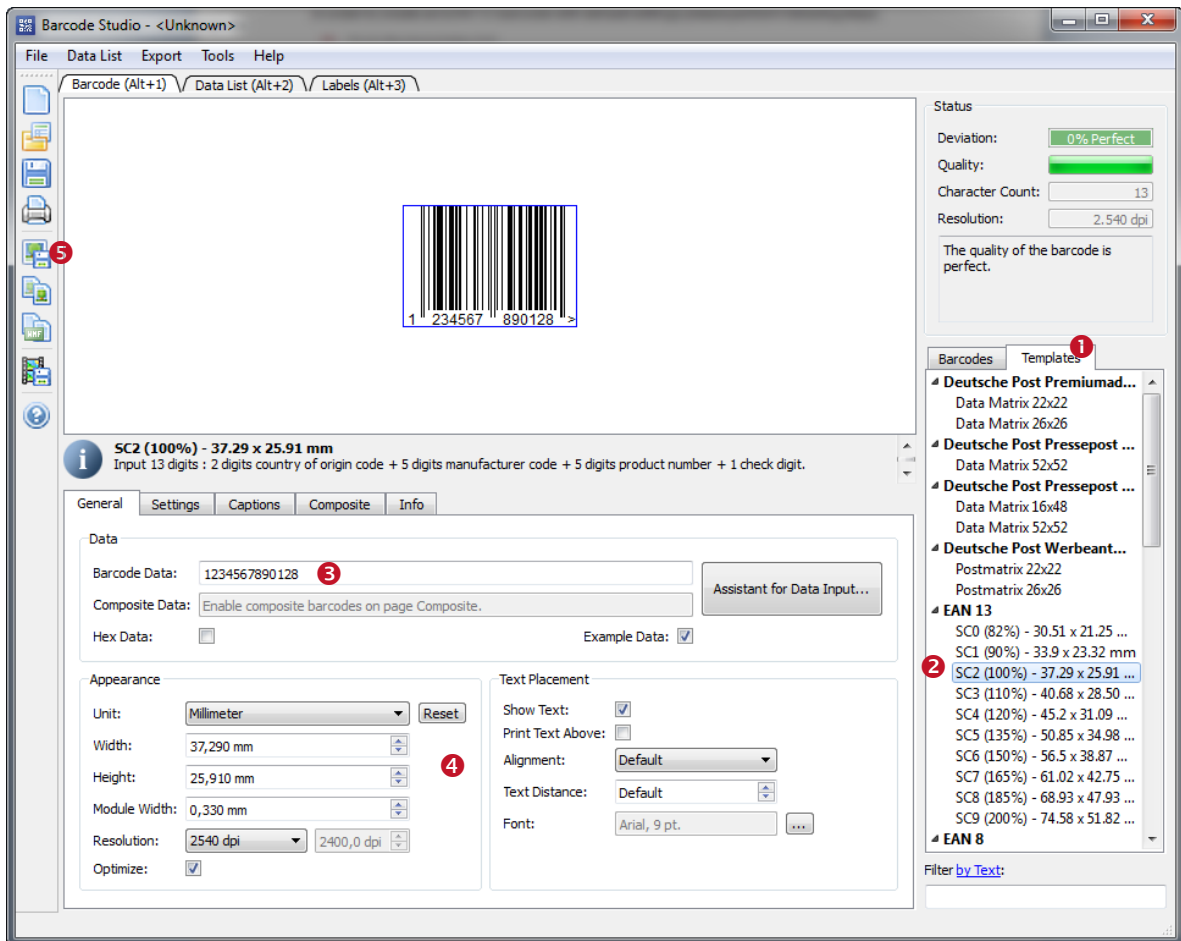 Barcode Studio - <Unknown>
File Data List Export Tools Help
Barcode (Alt+1) Data List (Alt+2) Labels (Alt+3)
5
1 234567 890128 >
Status
Deviation: 0% Perfect
Quality:
Character Count: 13
Resolution: 2.540 dpi
The quality of the barcode is
perfect.
SC2 (100%) - 37.29 x 25.91 mm
Input 13 digits : 2 digits country of origin code + 5 digits manufacturer code + 5 digits product number + 1 check digit.
General Settings Captions Composite Info
Data
Barcode Data: 1234567890128 3
Composite Data: Enable composite barcodes on page Composite.
Assistant for Data Input...
Hex Data: Example Data:
Appearance
Unit: Millimeter Reset
Width: 37,290 mm
Height: 25,910 mm
4
Module Width: 0,330 mm
Resolution: 2540 dpi 2400,0 dpi
Optimize:
Text Placement
Show Text:
Print Text Above:
Alignment: Default
Text Distance: Default
Font: Arial, 9 pt. ...
1
Barcodes Templates
Deutsche Post Premiumad...
Data Matrix 22x22
Data Matrix 26x26
Deutsche Post Pressepost ...
Data Matrix 52x52
Deutsche Post Pressepost ...
Data Matrix 16x48
Data Matrix 52x52
Deutsche Post Werbeant...
Postmatrix 22x22
Postmatrix 26x26
EAN 13
SC0 (82%) - 30.51 x 21.25 ...
SC1 (90%) - 33.9 x 23.32 mm
2 SC2 (100%) - 37.29 x 25.91 ...
SC3 (110%) - 40.68 x 28.50 ...
SC4 (120%) - 45.2 x 31.09 ...
SC5 (135%) - 50.85 x 34.98 ...
SC6 (150%) - 56.5 x 38.87 ...
SC7 (165%) - 61.02 x 42.75 ...
SC8 (185%) - 68.93 x 47.93 ...
SC9 (200%) - 74.58 x 51.82 ...
EAN 8
Filter by Text: